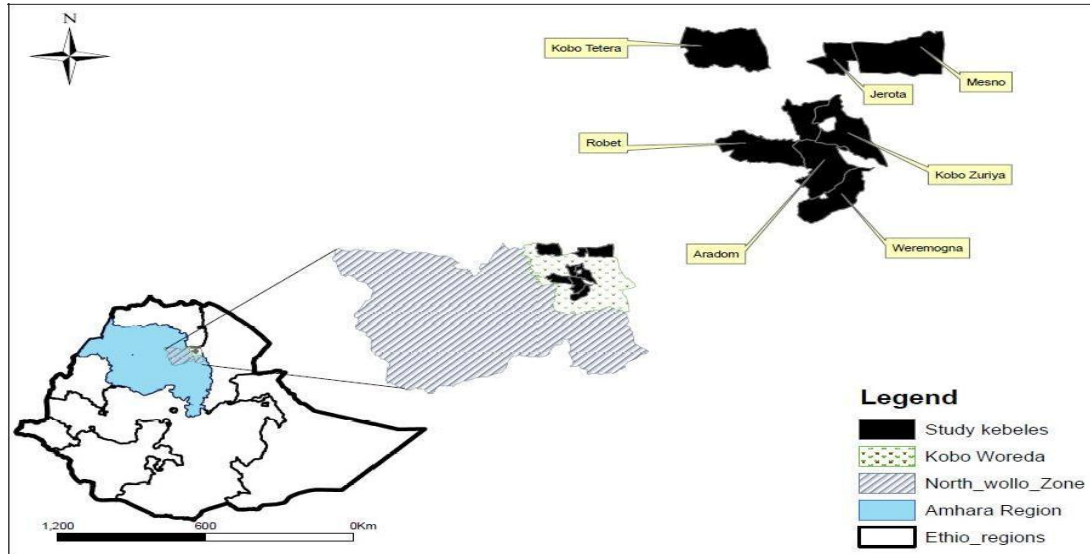 N
Kobo Tetera
Mesno
Jerota
Robet
Kobo Zuriya
Aradom
Weremogna
Legend
Study kebeles
Kobo Woreda
North_wollo_Zone
Amhara Region
Ethio_regions
1,200 600 0Km